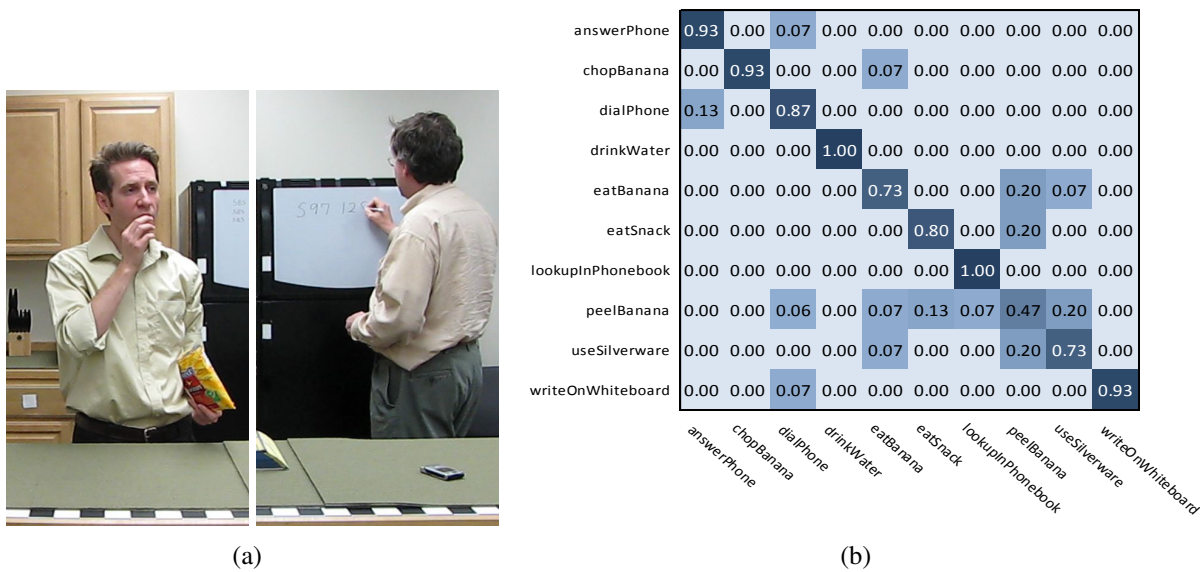 answerPhone 0.93 0.00 0.07 0.00 0.00 0.00 0.00 0.00 0.00 0.00
chopBanana 0.00 0.93 0.00 0.00 0.07 0.00 0.00 0.00 0.00 0.00
dialPhone 0.13 0.00 0.87 0.00 0.00 0.00 0.00 0.00 0.00 0.00
drinkWater 0.00 0.00 0.00 1.00 0.00 0.00 0.00 0.00 0.00 0.00
eatBanana 0.00 0.00 0.00 0.00 0.73 0.00 0.00 0.20 0.07 0.00
eatSnack 0.00 0.00 0.00 0.00 0.00 0.80 0.00 0.20 0.00 0.00
lookupInPhonebook 0.00 0.00 0.00 0.00 0.00 0.00 1.00 0.00 0.00 0.00
peelBanana 0.00 0.00 0.06 0.00 0.07 0.13 0.07 0.47 0.20 0.00
useSilverware 0.00 0.00 0.00 0.00 0.07 0.00 0.00 0.20 0.73 0.00
writeOnWhiteboard 0.00 0.00 0.07 0.00 0.00 0.00 0.00 0.00 0.00 0.93
answerPhone chopBanana dialPhone drinkWater eatBanana eatSnack lookupInPhonebook peelBanana useSilverware writeOnWhiteboard
597 12
(a)
(b)